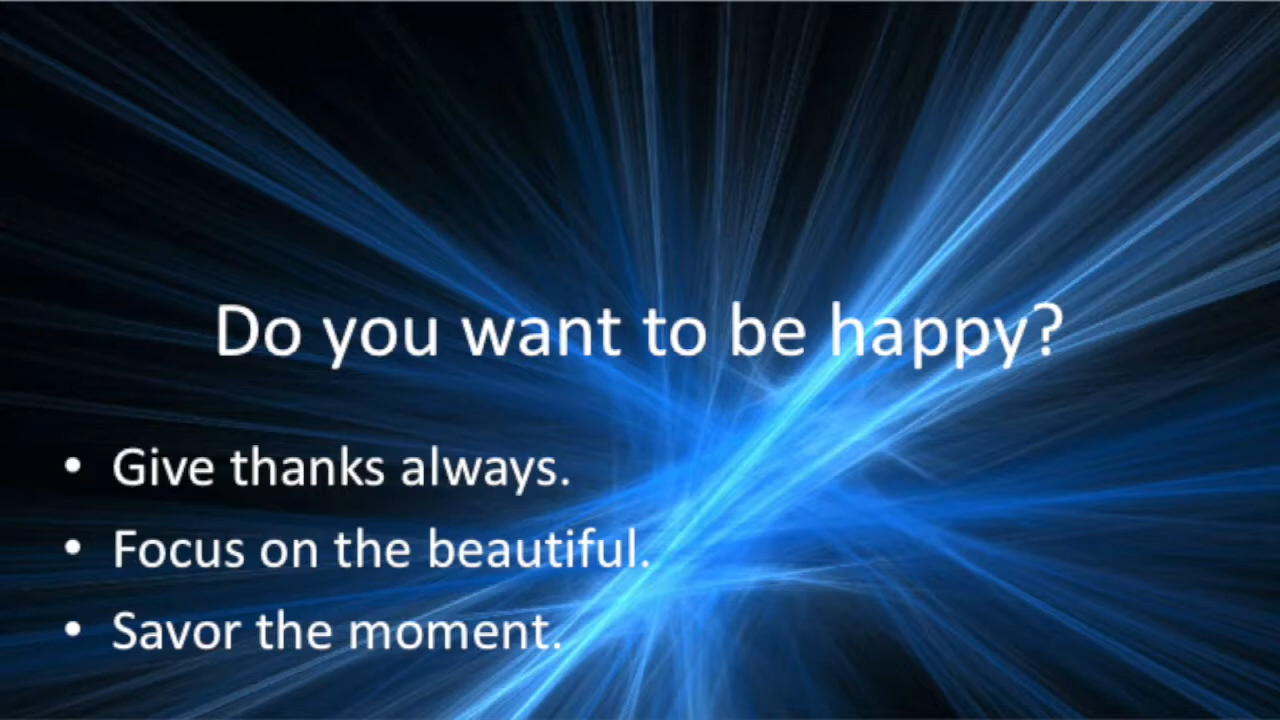 Do you want to be happy?
• Give thanks always.
• Focus on the beautiful.
• Savor the moment.